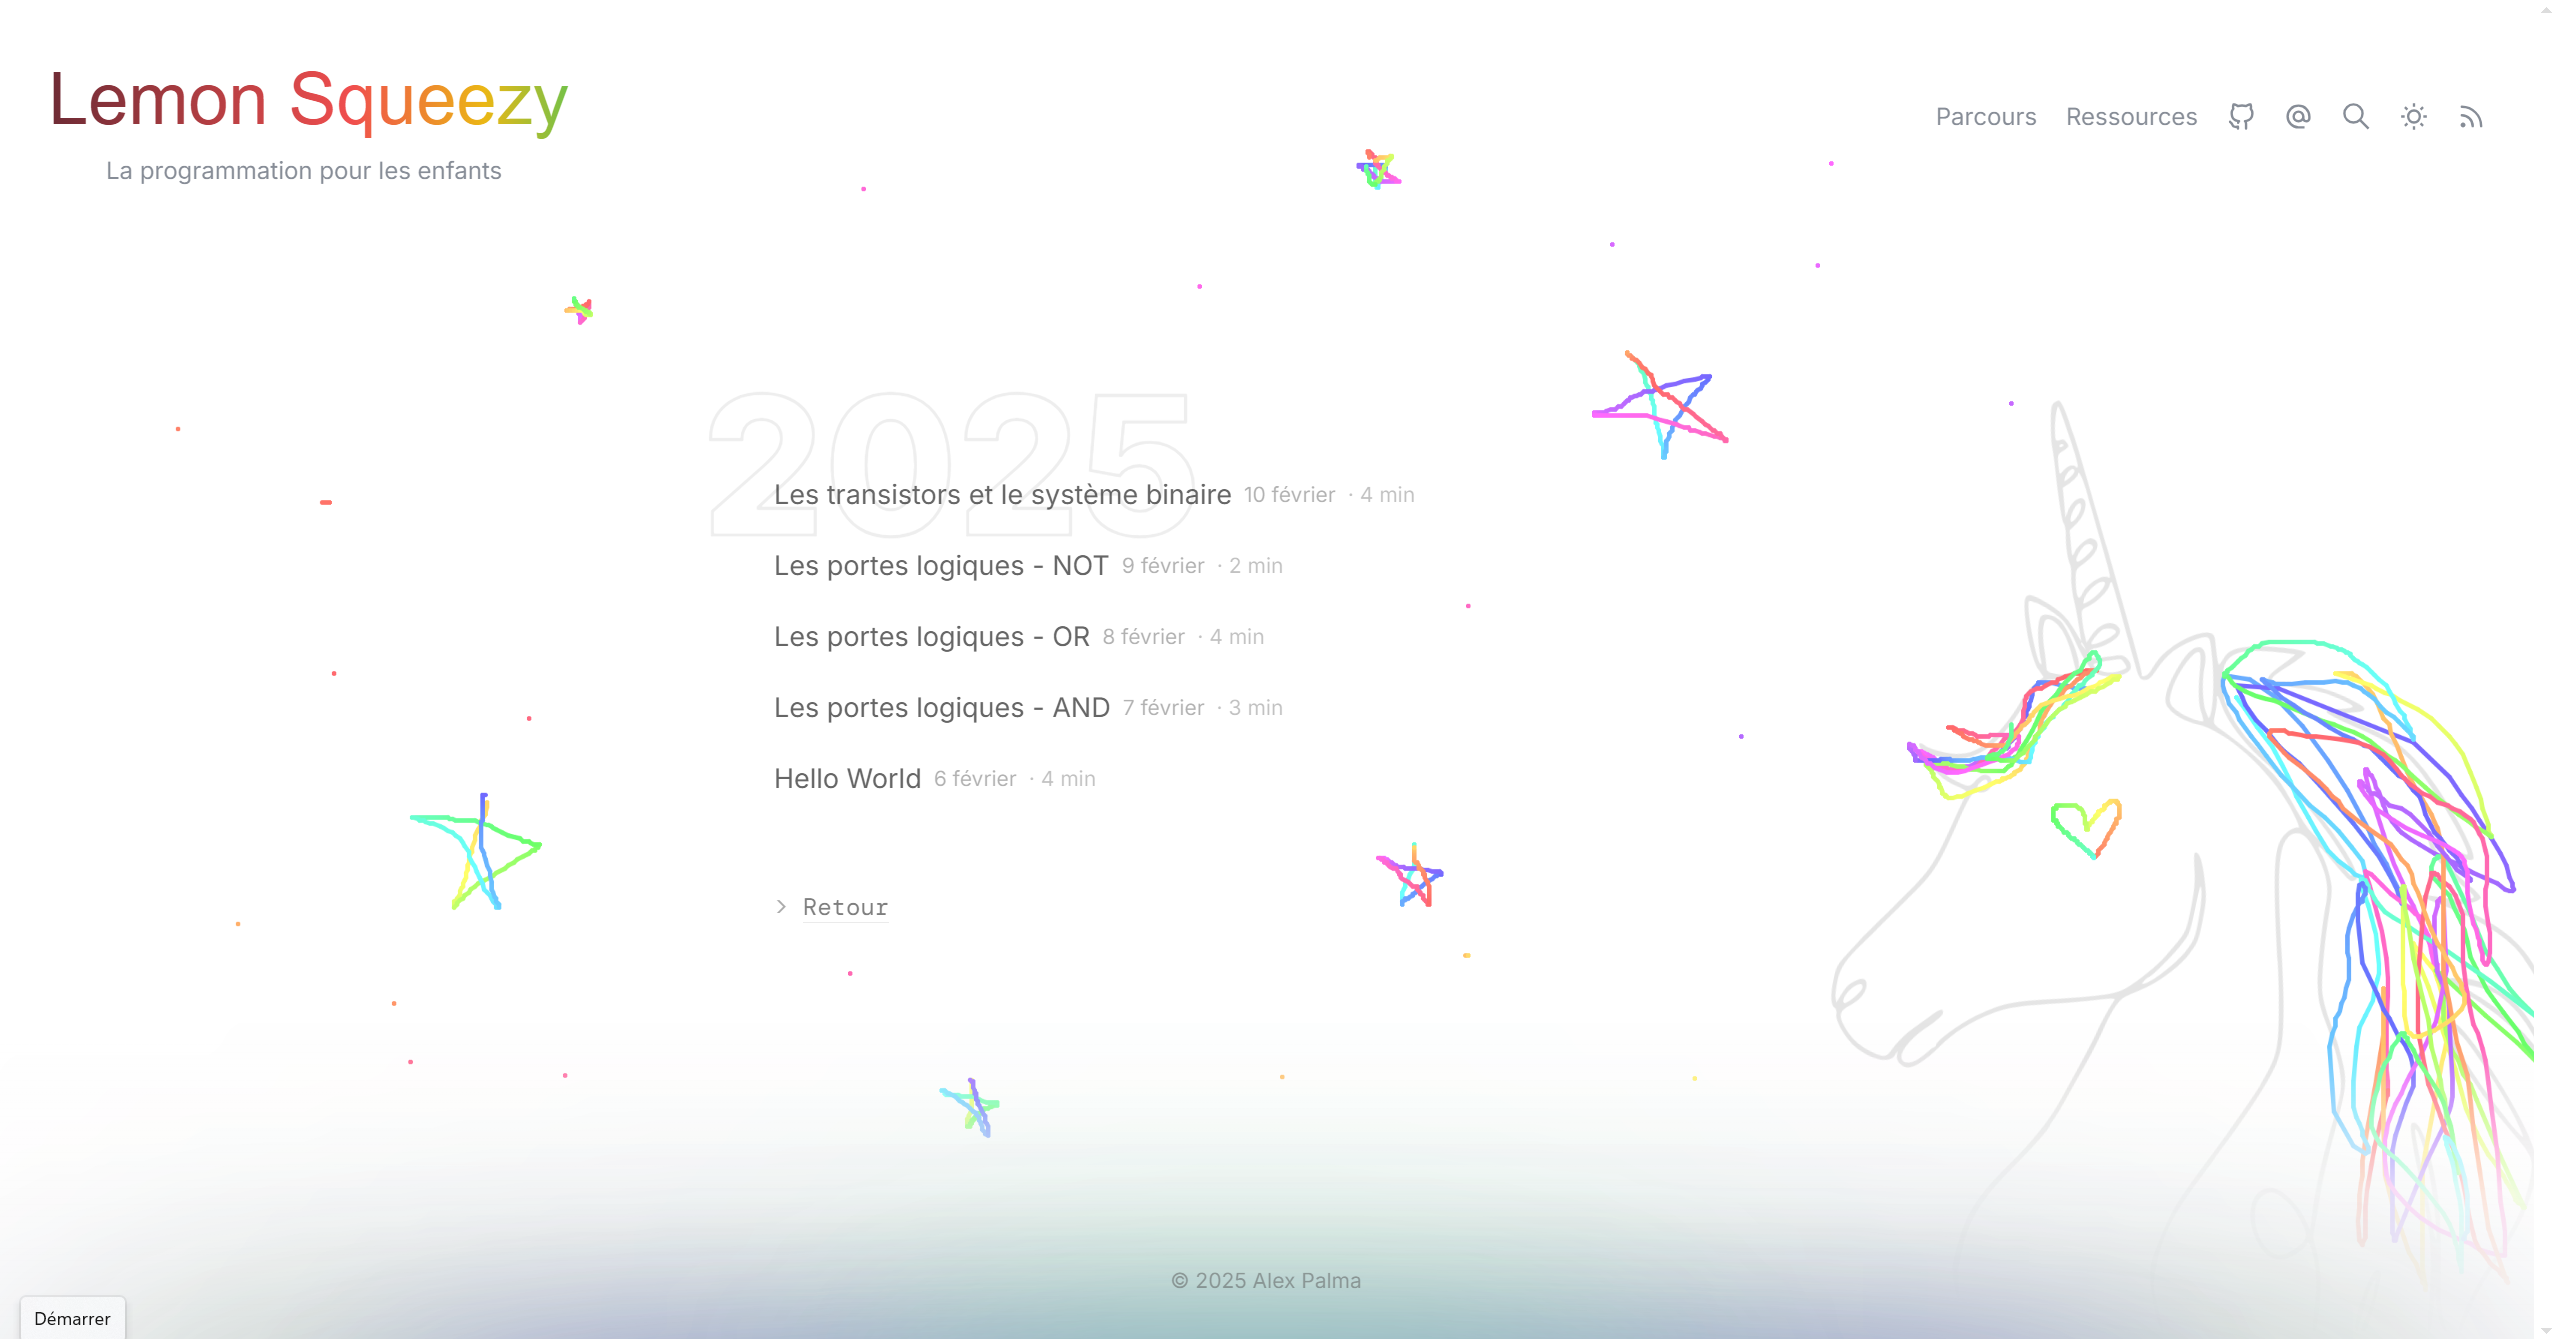 Lemon Squeezy
La programmation pour les enfants
Parcours Ressources
2025
Les transistors et le système binaire 10 février · 4 min
Les portes logiques - NOT 9 février · 2 min
Les portes logiques - OR 8 février · 4 min
Les portes logiques - AND 7 février · 3 min
Hello World 6 février · 4 min
> Retour
© 2025 Alex Palma
Démarrer